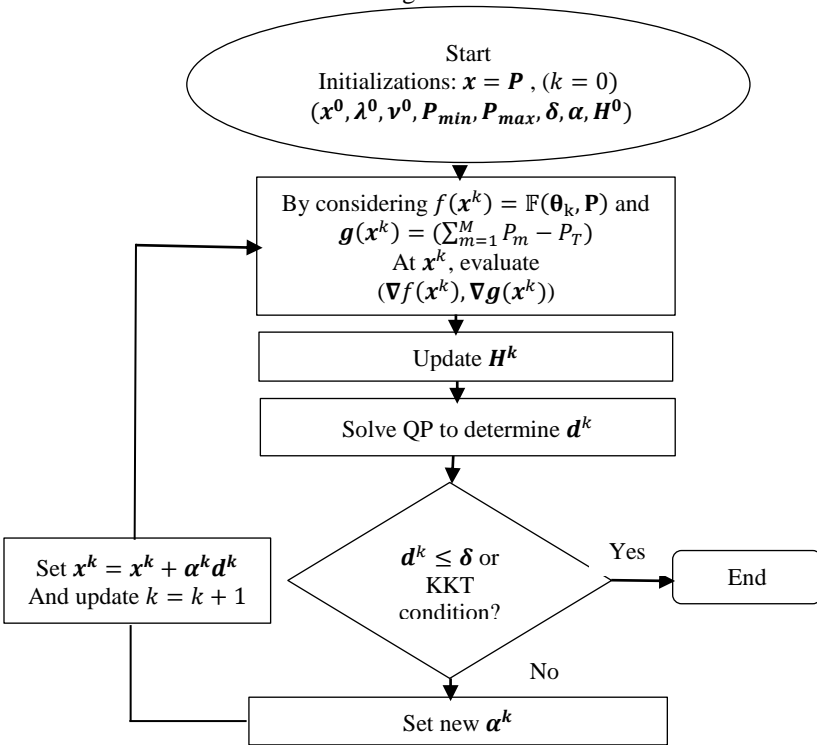 Start
Initializations: x = P , (k = 0)
(x⁰, λ⁰, ν⁰, P_min, P_max, δ, α, H⁰)
By considering f(xᵏ) = 𝔽(θ_k, P) and
g(xᵏ) = (∑_{m=1}^{M} P_m − P_T)
At xᵏ, evaluate
(∇f(xᵏ), ∇g(xᵏ))
Update Hᵏ
Solve QP to determine dᵏ
dᵏ ≤ δ or
KKT
condition?
Yes
End
No
Set new αᵏ
Set xᵏ = xᵏ + αᵏdᵏ
And update k = k + 1